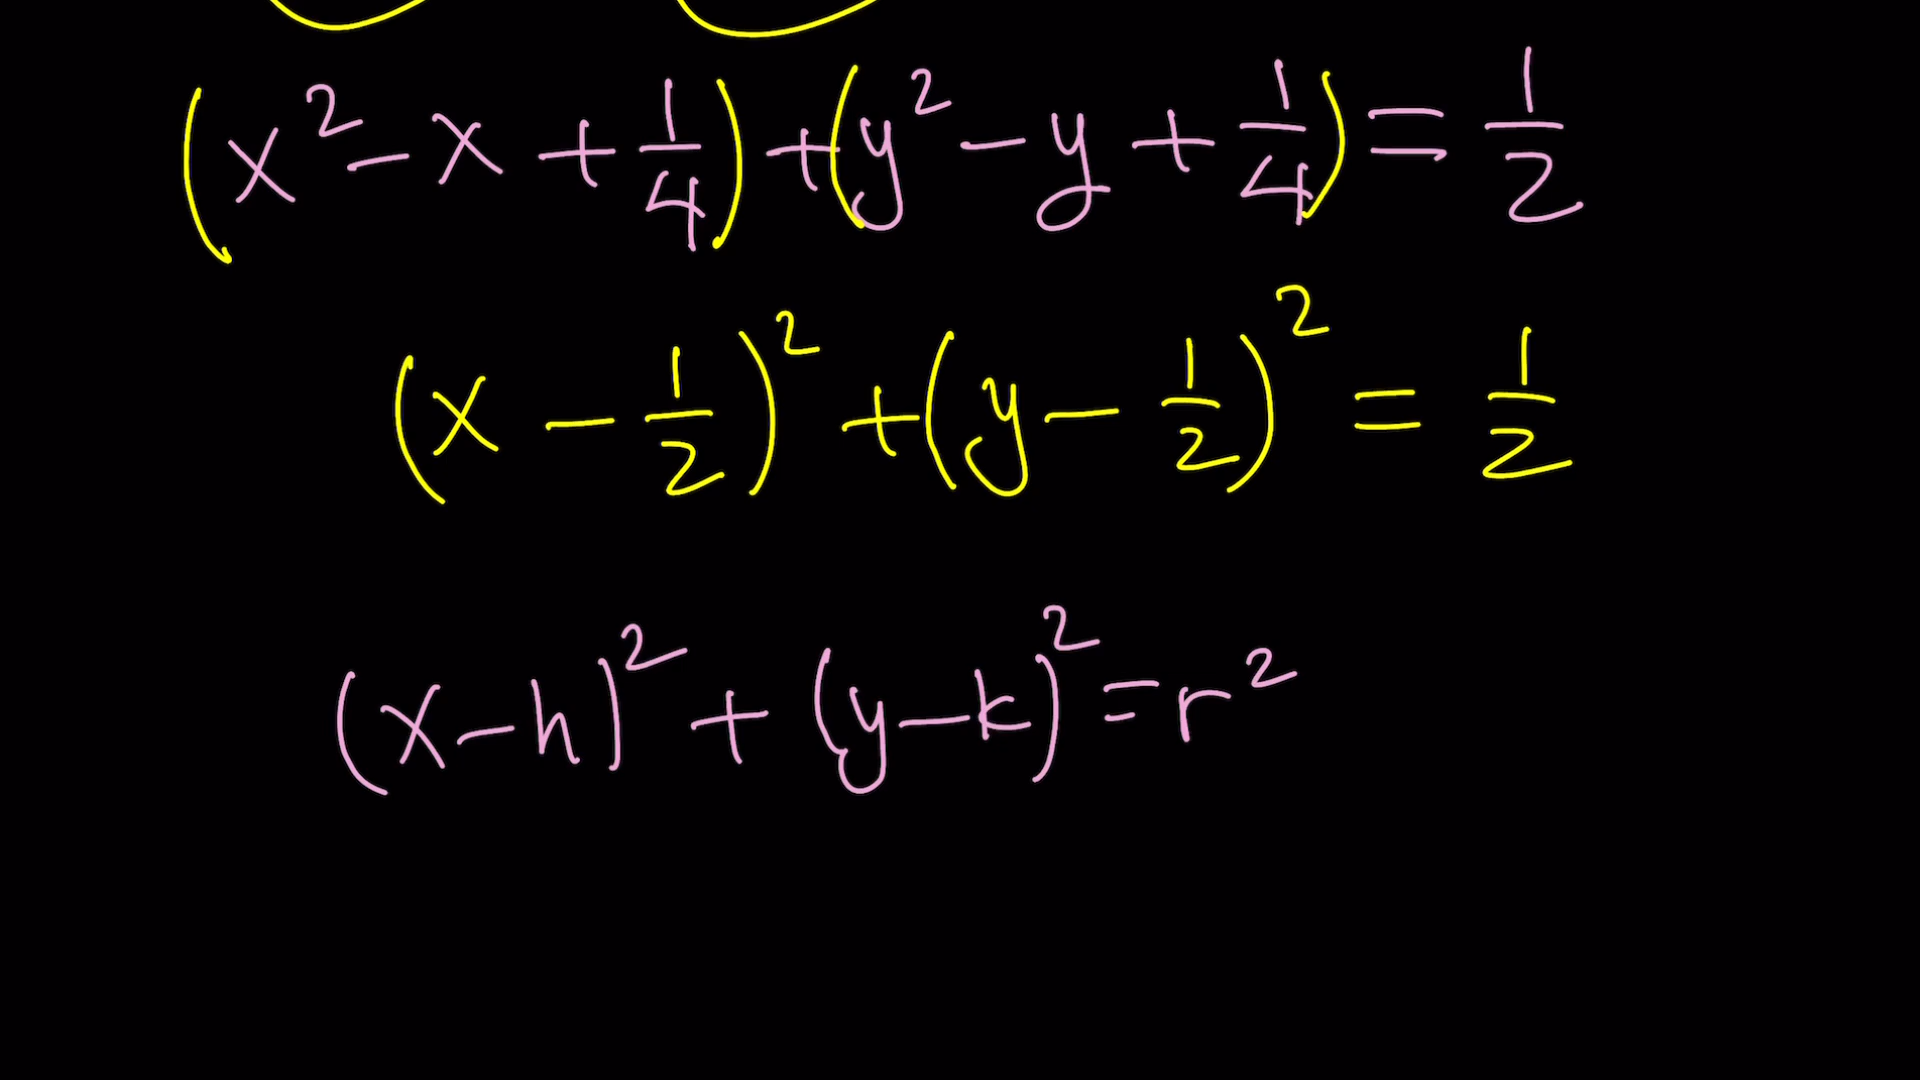 (x² - x + 1/4) + (y² - y + 1/4) = 1/2
(x - 1/2)² + (y - 1/2)² = 1/2
(x - h)² + (y - k)² = r²